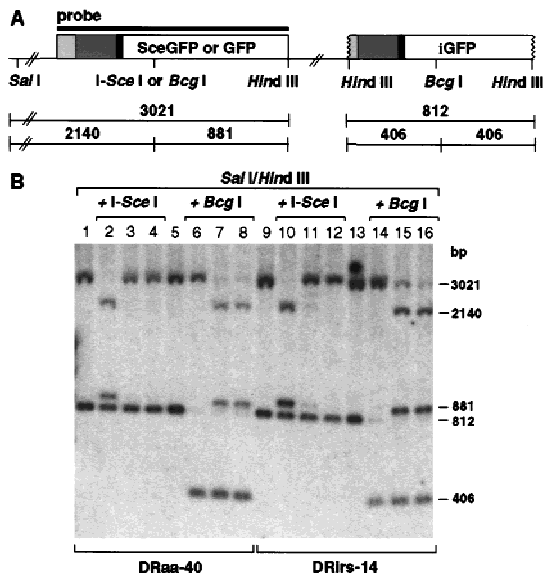 A
probe
SceGFP or GFP
iGFP
Sal I
I-Sce I or Bcg I
Hind III
Hind III
Bcg I
Hind III
3021
812
2140
881
406
406
B
Sal I/Hind III
+ I-Sce I
+ Bcg I
+ I-Sce I
+ Bcg I
1 2 3 4 5 6 7 8 9 10 11 12 13 14 15 16
bp
3021
2140
881
812
406
DRaa-40
DRirs-14